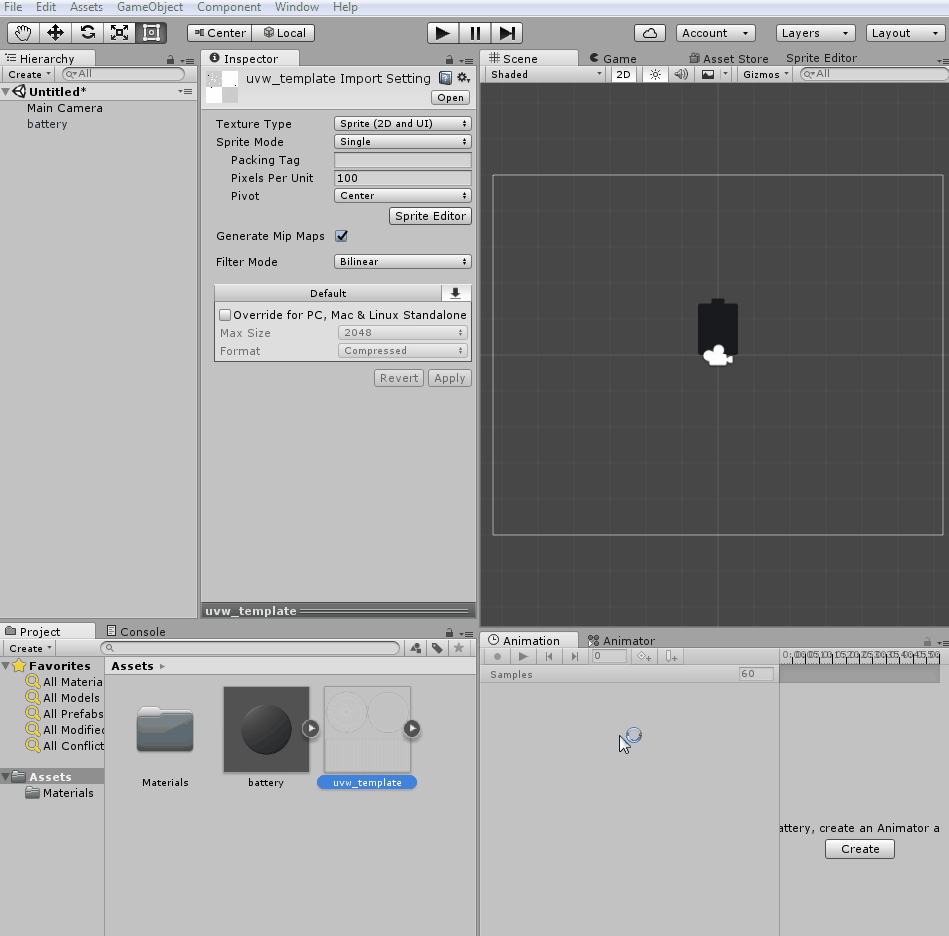 File Edit Assets GameObject Component Window Help
Center Local Account Layers Layout
Hierarchy
Create All
Untitled*
Main Camera
battery
Inspector
uvw_template Import Setting
Open
Texture Type Sprite (2D and UI)
Sprite Mode Single
Packing Tag
Pixels Per Unit 100
Pivot Center
Sprite Editor
Generate Mip Maps
Filter Mode Bilinear
Default
Override for PC, Mac & Linux Standalone
Max Size 2048
Format Compressed
Revert Apply
uvw_template
Scene Game Asset Store Sprite Editor
Shaded 2D Gizmos All
Project Console
Create
Favorites
All Materia
All Models
All Prefabs
All Modified
All Conflict
Assets
Materials
Assets
Materials battery uvw_template
Animation Animator
0
Samples 60
attery, create an Animator a
Create